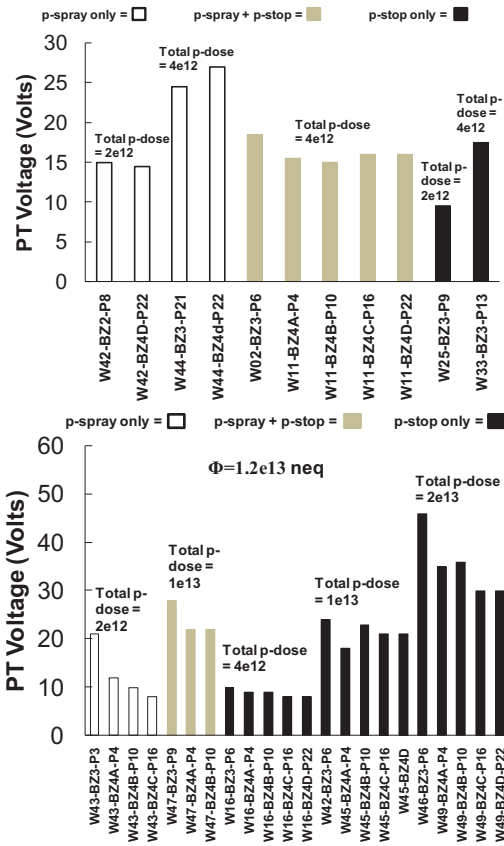 p-spray only = p-spray + p-stop = p-stop only =
PT Voltage (Volts)
30
25
20
15
10
5
0
Total p-dose
= 2e12
Total p-dose
= 4e12
Total p-dose =
4e12
Total p-
dose =
2e12
Total p-
dose =
4e12
W42-BZ2-P8
W42-BZ4D-P22
W44-BZ3-P21
W44-BZ4d-P22
W02-BZ3-P6
W11-BZ4A-P4
W11-BZ4B-P10
W11-BZ4C-P16
W11-BZ4D-P22
W25-BZ3-P9
W33-BZ3-P13
p-spray only = p-spray + p-stop = p-stop only =
PT Voltage (Volts)
60
50
40
30
20
10
0
Φ=1.2e13 neq
Total p-
dose =
2e12
Total p-
dose =
1e13
Total p-dose =
4e12
Total p-dose
= 1e13
Total p-dose
= 2e13
W43-BZ3-P3
W43-BZ4A-P4
W43-BZ4B-P10
W43-BZ4C-P16
W47-BZ3-P9
W47-BZ4A-P4
W47-BZ4B-P10
W16-BZ3-P6
W16-BZ4A-P4
W16-BZ4B-P10
W16-BZ4C-P16
W16-BZ4D-P22
W42-BZ3-P6
W45-BZ4A-P4
W45-BZ4B-P10
W45-BZ4C-P16
W45-BZ4D
W46-BZ3-P6
W49-BZ4A-P4
W49-BZ4B-P10
W49-BZ4C-P16
W49-BZ4D-P22